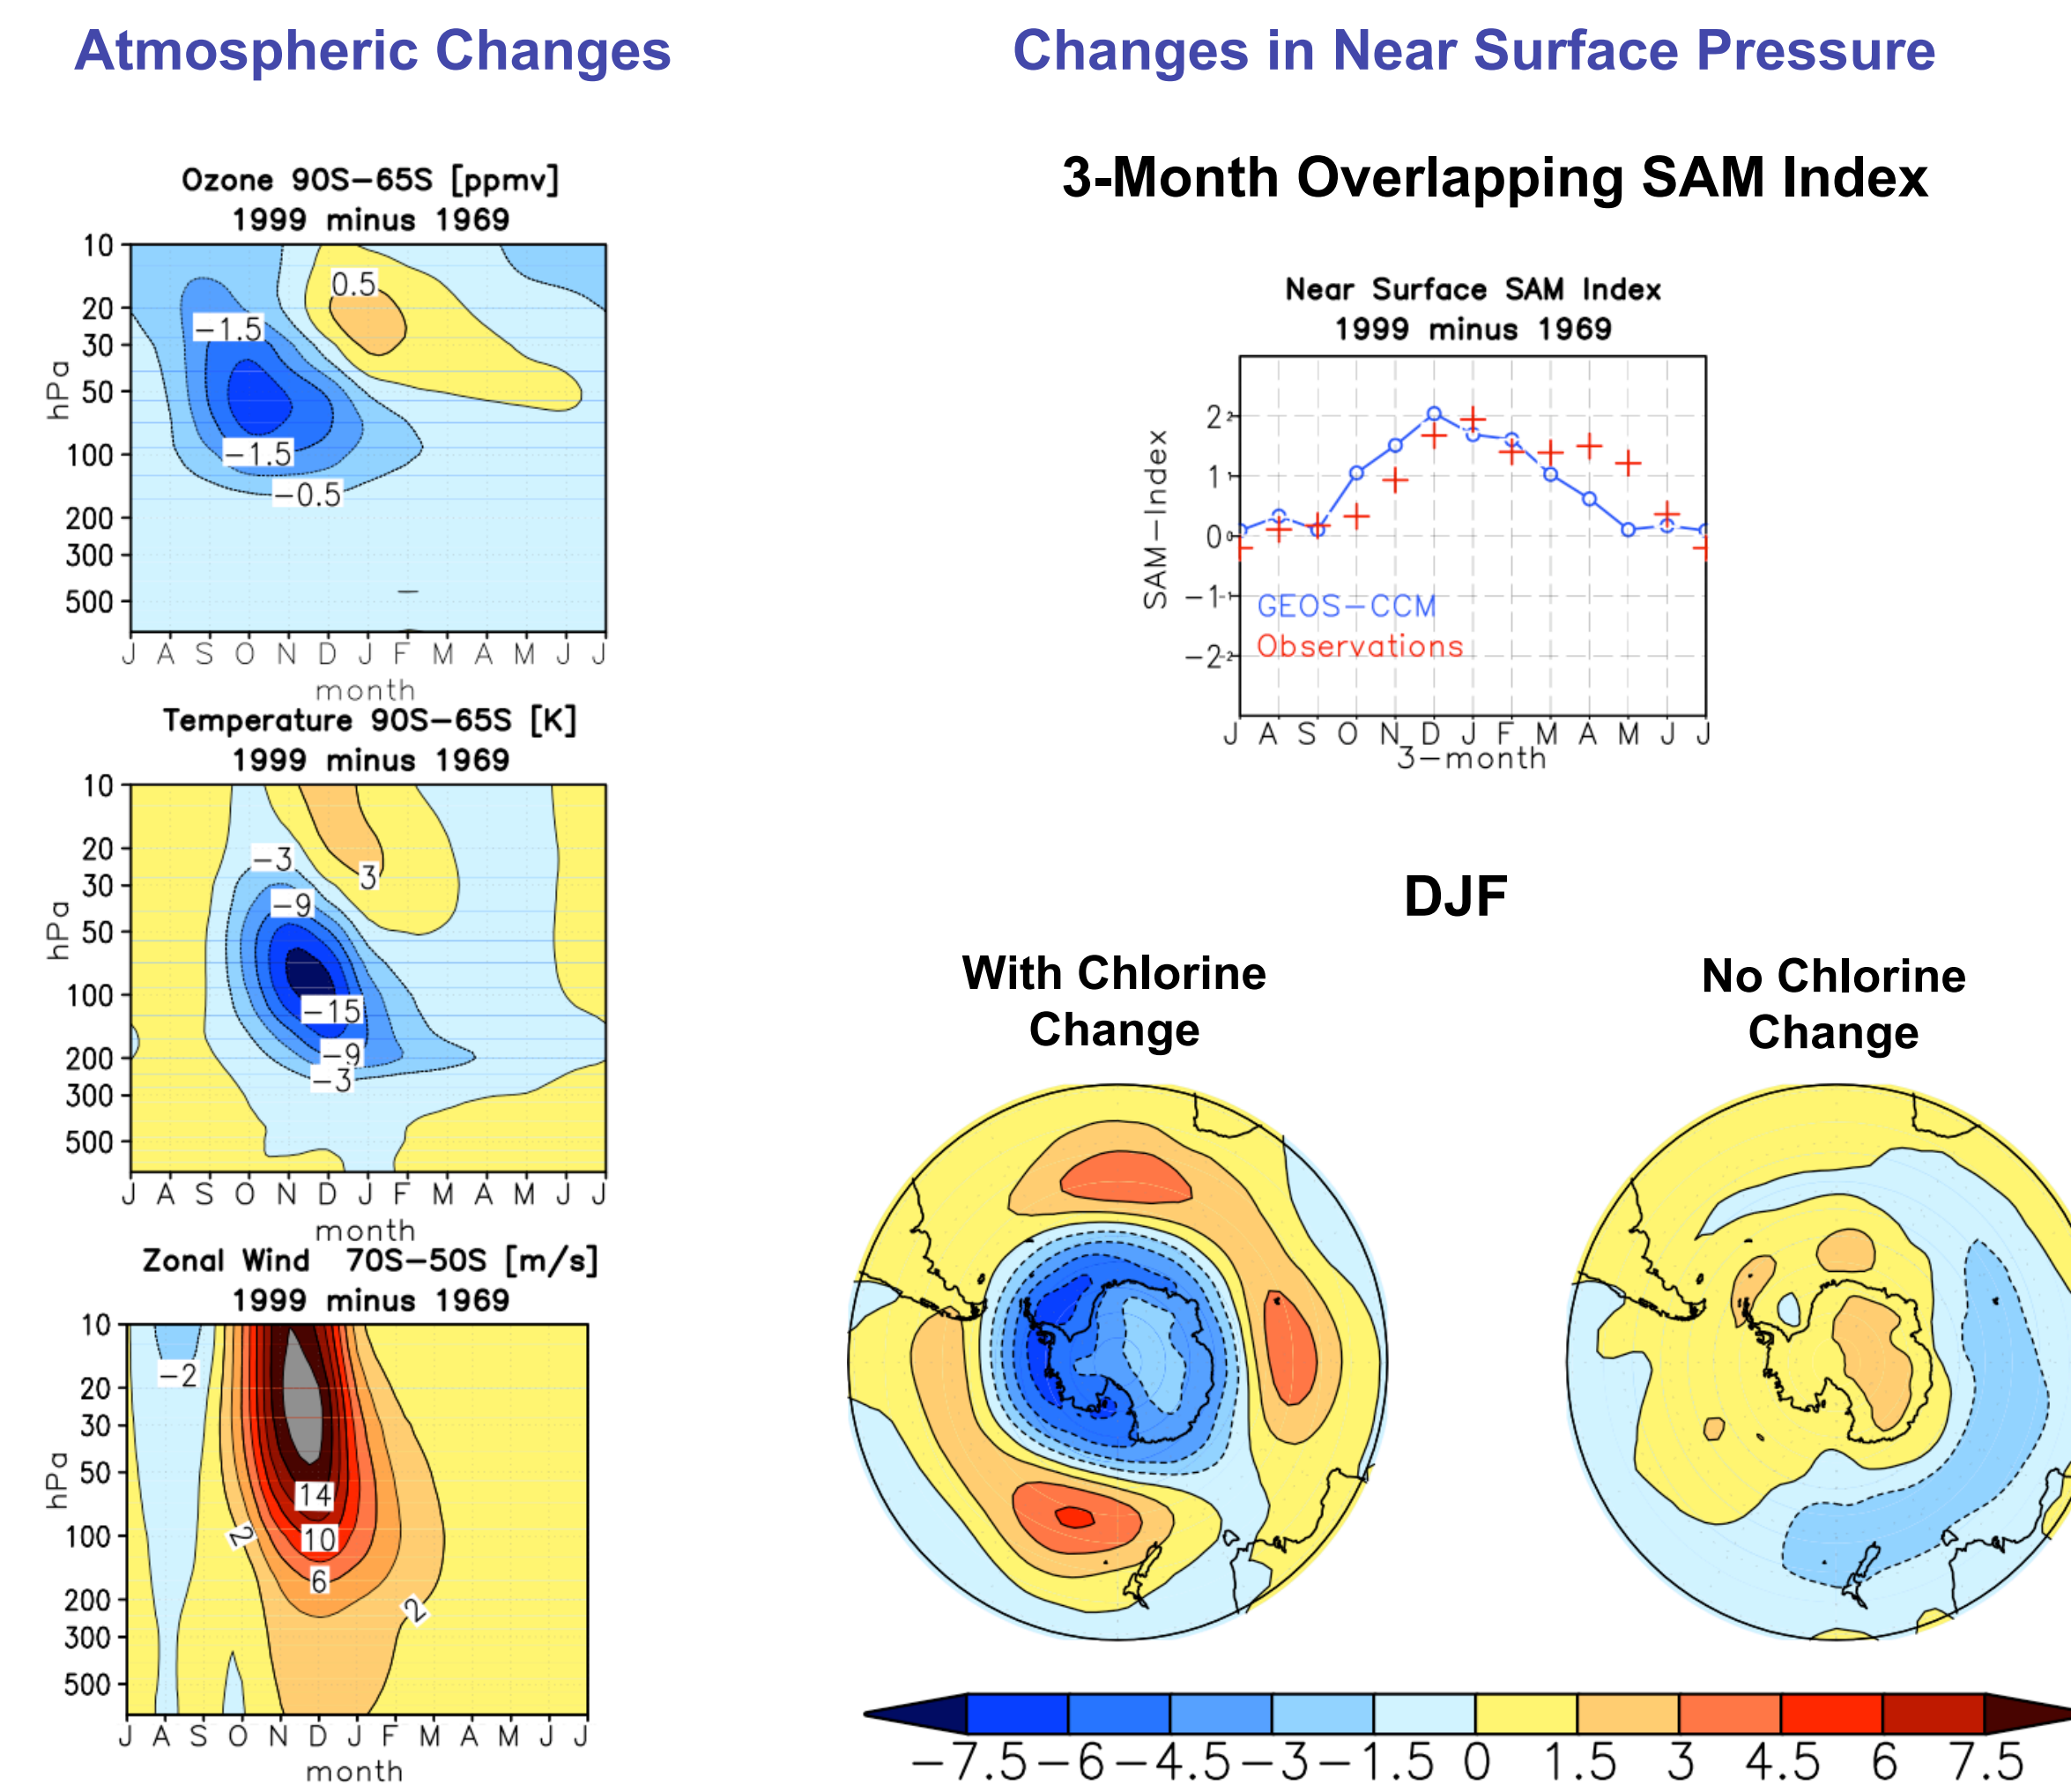 Atmospheric Changes
Changes in Near Surface Pressure
Ozone 90S−65S [ppmv]
1999 minus 1969
10
20
30
50
100
200
300
500
hPa
0.5
−1.5
−1.5
−0.5
J A S O N D J F M A M J J
month
Temperature 90S−65S [K]
1999 minus 1969
10
20
30
50
100
200
300
500
hPa
−3
3
−9
−15
−9
−3
J A S O N D J F M A M J J
month
Zonal Wind 70S−50S [m/s]
1999 minus 1969
10
20
30
50
100
200
300
500
hPa
−2
14
2
10
6
2
J A S O N D J F M A M J J
month
3-Month Overlapping SAM Index
Near Surface SAM Index
1999 minus 1969
SAM−Index
2 2
1 1
0 0
−1 -1
−2 -2
GEOS−CCM
Observations
J A S O N D J F M A M J J
3−month
DJF
With Chlorine
Change
No Chlorine
Change
−7.5 −6 −4.5 −3 −1.5 0 1.5 3 4.5 6 7.5